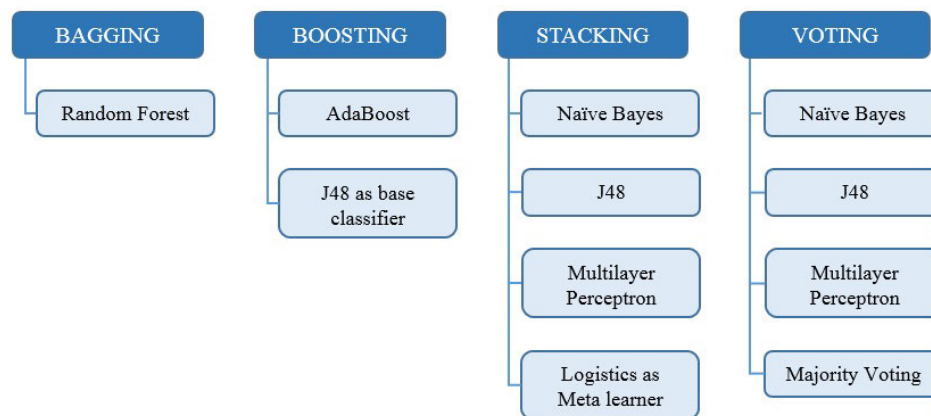 BAGGING
Random Forest
BOOSTING
AdaBoost
J48 as base
classifier
STACKING
Naïve Bayes
J48
Multilayer
Perceptron
Logistics as
Meta learner
VOTING
Naïve Bayes
J48
Multilayer
Perceptron
Majority Voting